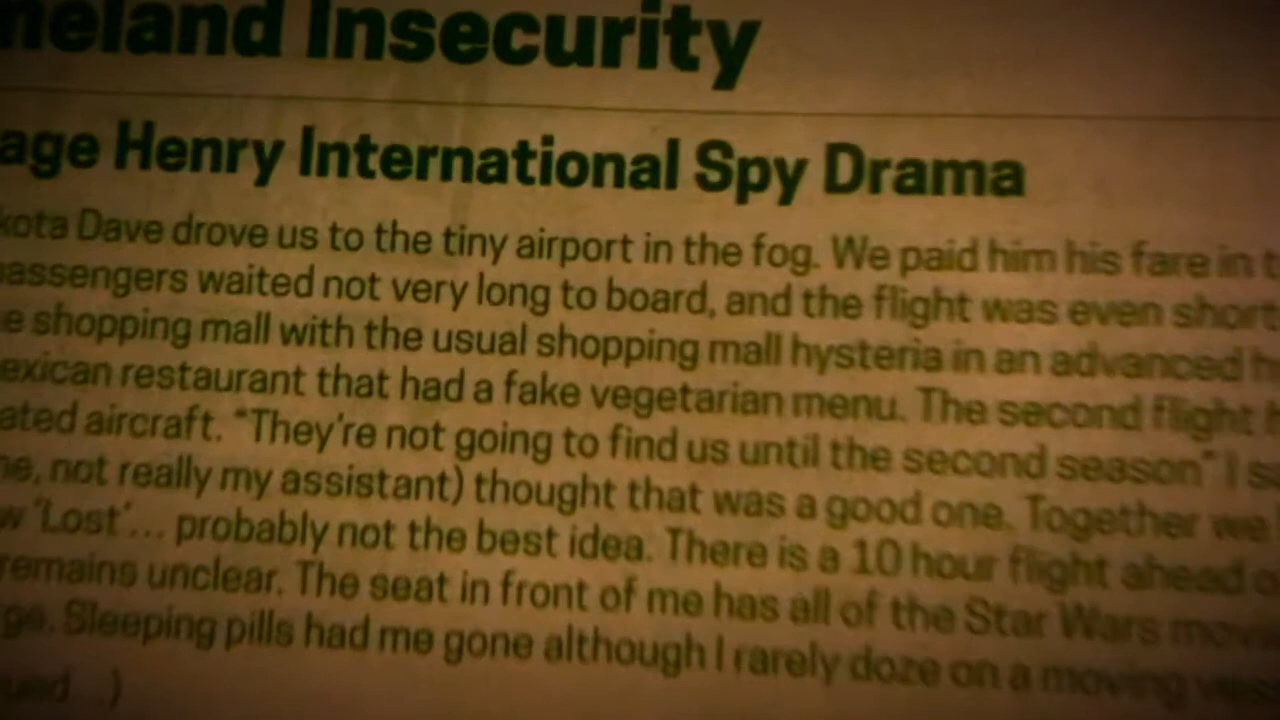 neland Insecurity
age Henry International Spy Drama
kota Dave drove us to the tiny airport in the fog. We paid him his fare in t
passengers waited not very long to board, and the flight was even short
e shopping mall with the usual shopping mall hysteria in an advanced h
exican restaurant that had a fake vegetarian menu. The second flight
ated aircraft. “They're not going to find us until the second season” I s
ne, not really my assistant) thought that was a good one. Together we
w 'Lost'... probably not the best idea. There is a 10 hour flight ahead o
remains unclear. The seat in front of me has all of the Star Wars movi
ge. Sleeping pills had me gone although I rarely doze on a moving
ued ...)